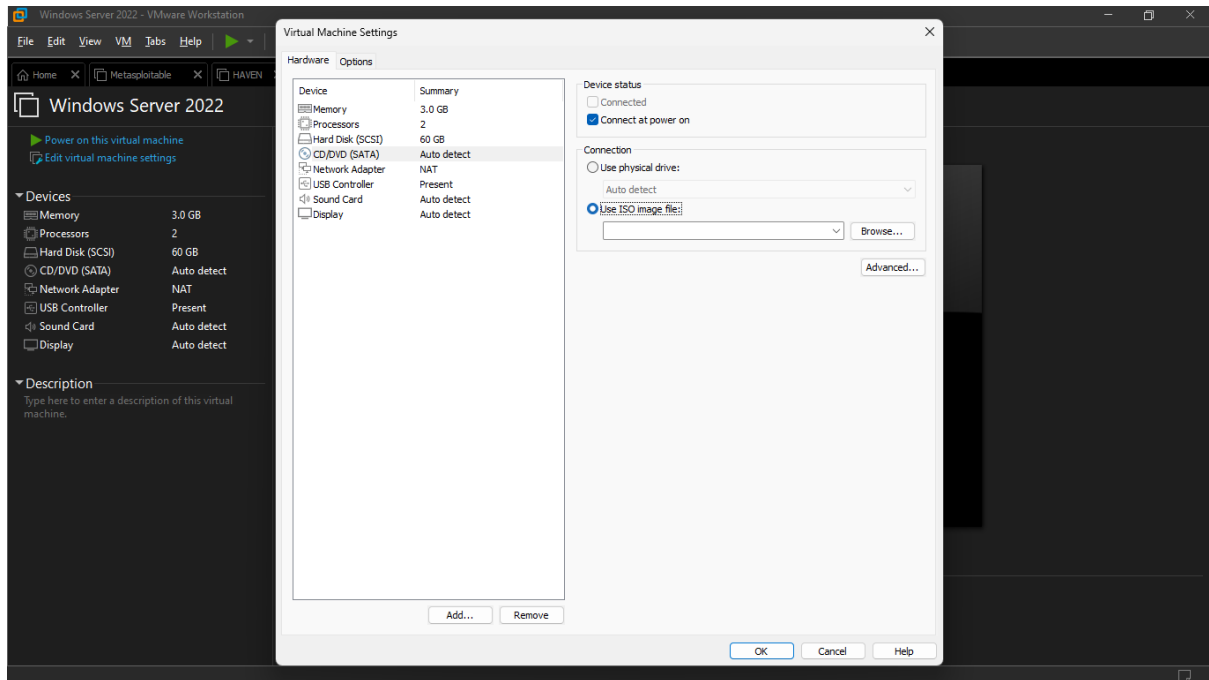 Windows Server 2022 - VMware Workstation
File Edit View VM Tabs Help
Home Metasploitable HAVEN
Windows Server 2022
Power on this virtual machine
Edit virtual machine settings
Devices
Memory 3.0 GB
Processors 2
Hard Disk (SCSI) 60 GB
CD/DVD (SATA) Auto detect
Network Adapter NAT
USB Controller Present
Sound Card Auto detect
Display Auto detect
Description
Type here to enter a description of this virtual
machine.
Virtual Machine Settings
Hardware Options
Device Summary
Memory 3.0 GB
Processors 2
Hard Disk (SCSI) 60 GB
CD/DVD (SATA) Auto detect
Network Adapter NAT
USB Controller Present
Sound Card Auto detect
Display Auto detect
Add... Remove
Device status
Connected
Connect at power on
Connection
Use physical drive:
Auto detect
Use ISO image file:
Browse...
Advanced...
OK Cancel Help